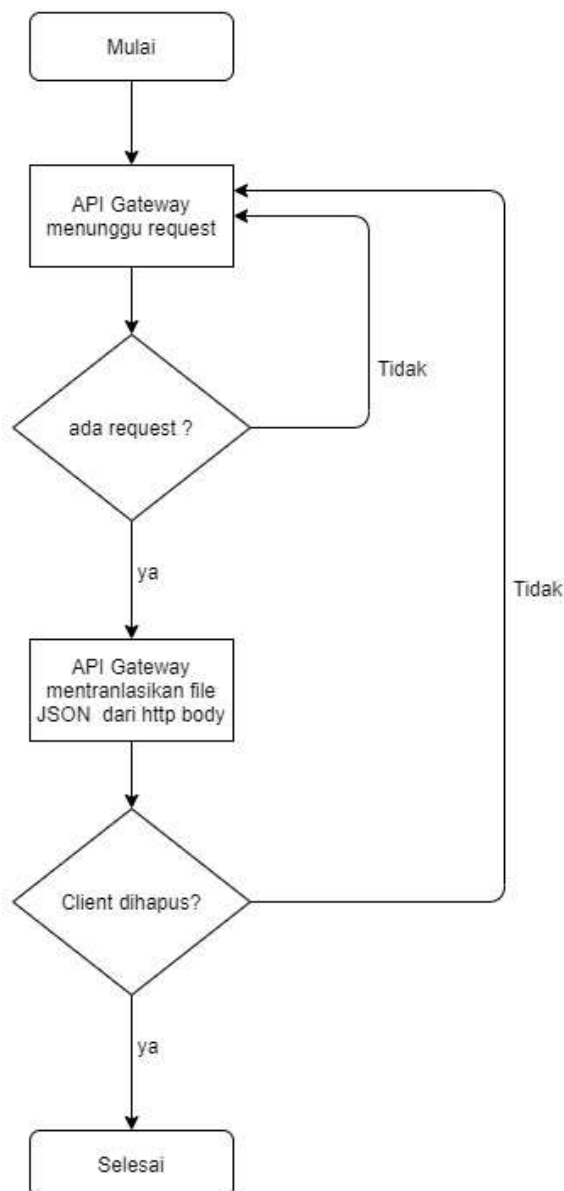 Mulai
API Gateway
menunggu request
Tidak
ada request ?
ya
Tidak
API Gateway
mentranlasikan file
JSON dari http body
Client dihapus?
ya
Selesai